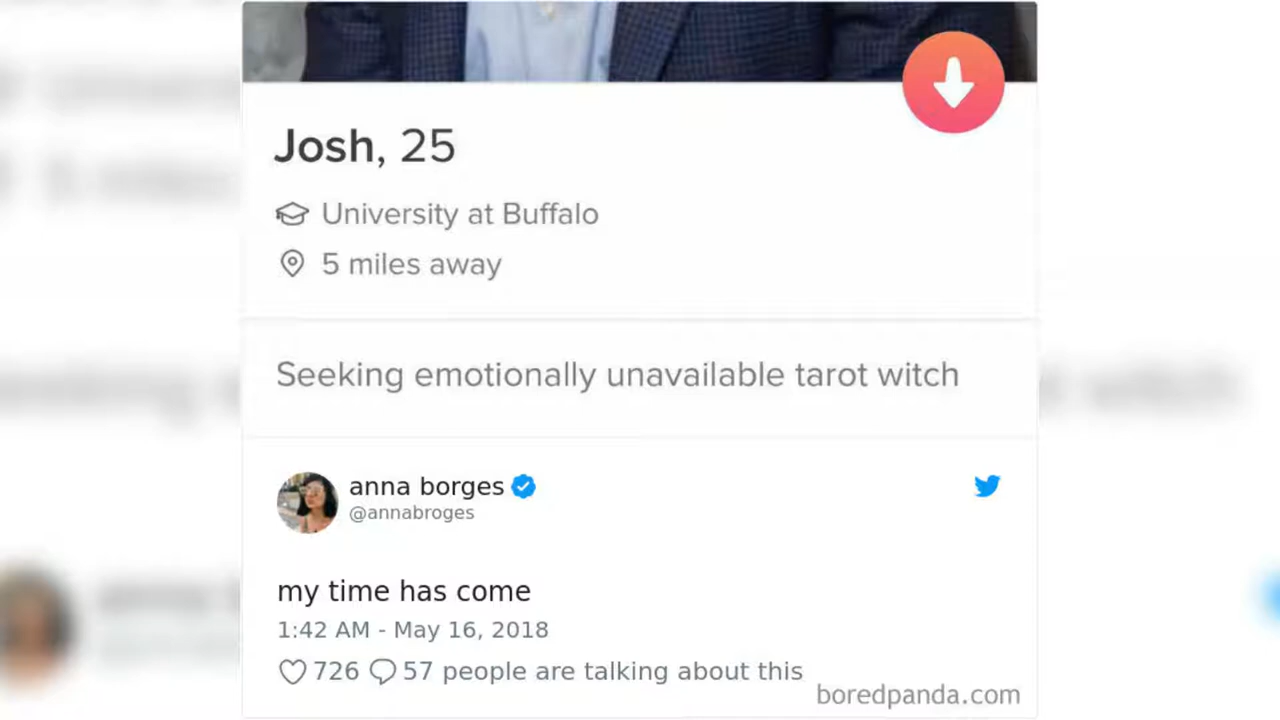 Josh, 25
University at Buffalo
5 miles away
Seeking emotionally unavailable tarot witch
anna borges
@annabroges
my time has come
1:42 AM - May 16, 2018
726 57 people are talking about this
boredpanda.com